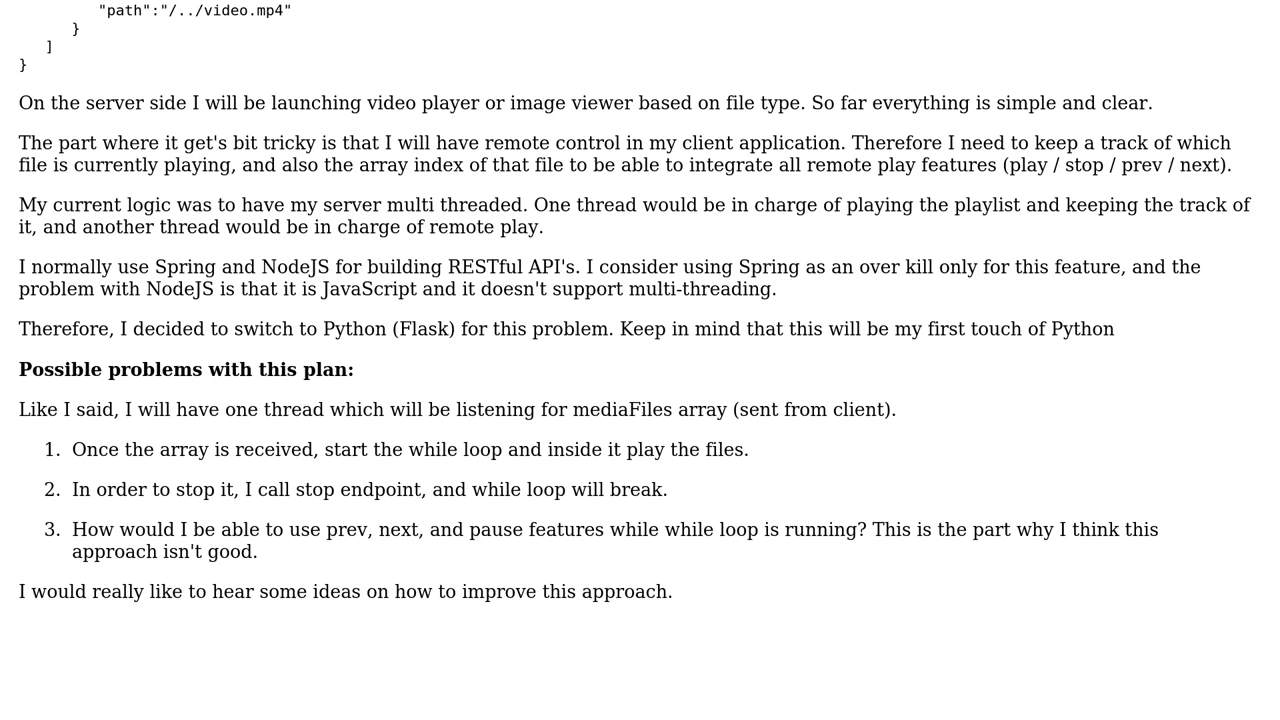 "path":"/../video.mp4"
}
]
}
On the server side I will be launching video player or image viewer based on file type. So far everything is simple and clear.
The part where it get's bit tricky is that I will have remote control in my client application. Therefore I need to keep a track of which
file is currently playing, and also the array index of that file to be able to integrate all remote play features (play / stop / prev / next).
My current logic was to have my server multi threaded. One thread would be in charge of playing the playlist and keeping the track of
it, and another thread would be in charge of remote play.
I normally use Spring and NodeJS for building RESTful API's. I consider using Spring as an over kill only for this feature, and the
problem with NodeJS is that it is JavaScript and it doesn't support multi-threading.
Therefore, I decided to switch to Python (Flask) for this problem. Keep in mind that this will be my first touch of Python
Possible problems with this plan:
Like I said, I will have one thread which will be listening for mediaFiles array (sent from client).
1. Once the array is received, start the while loop and inside it play the files.
2. In order to stop it, I call stop endpoint, and while loop will break.
3. How would I be able to use prev, next, and pause features while while loop is running? This is the part why I think this
approach isn't good.
I would really like to hear some ideas on how to improve this approach.